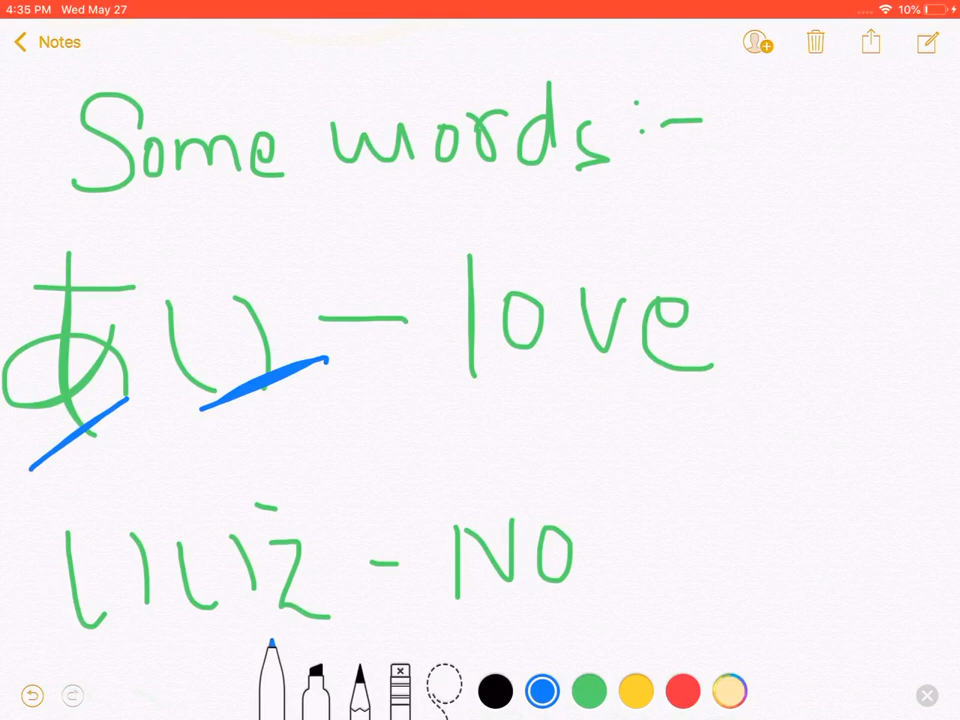 4:35 PM Wed May 27 10%
Notes
Some words :-
あい — love
いいえ - NO